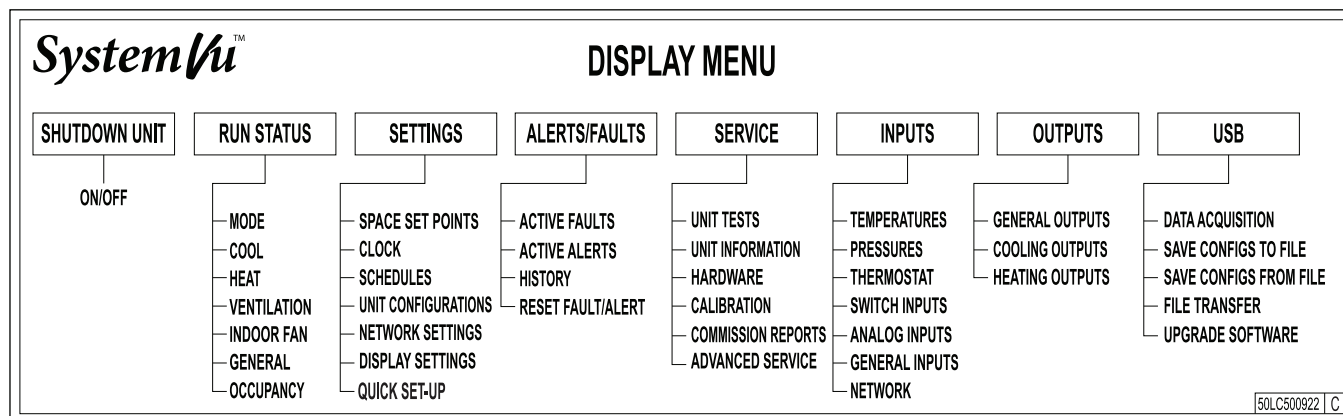 SystemVu™
DISPLAY MENU
SHUTDOWN UNIT
ON/OFF
RUN STATUS
MODE
COOL
HEAT
VENTILATION
INDOOR FAN
GENERAL
OCCUPANCY
SETTINGS
SPACE SET POINTS
CLOCK
SCHEDULES
UNIT CONFIGURATIONS
NETWORK SETTINGS
DISPLAY SETTINGS
QUICK SET-UP
ALERTS/FAULTS
ACTIVE FAULTS
ACTIVE ALERTS
HISTORY
RESET FAULT/ALERT
SERVICE
UNIT TESTS
UNIT INFORMATION
HARDWARE
CALIBRATION
COMMISSION REPORTS
ADVANCED SERVICE
INPUTS
TEMPERATURES
PRESSURES
THERMOSTAT
SWITCH INPUTS
ANALOG INPUTS
GENERAL INPUTS
NETWORK
OUTPUTS
GENERAL OUTPUTS
COOLING OUTPUTS
HEATING OUTPUTS
USB
DATA ACQUISITION
SAVE CONFIGS TO FILE
SAVE CONFIGS FROM FILE
FILE TRANSFER
UPGRADE SOFTWARE
50LC500922 C